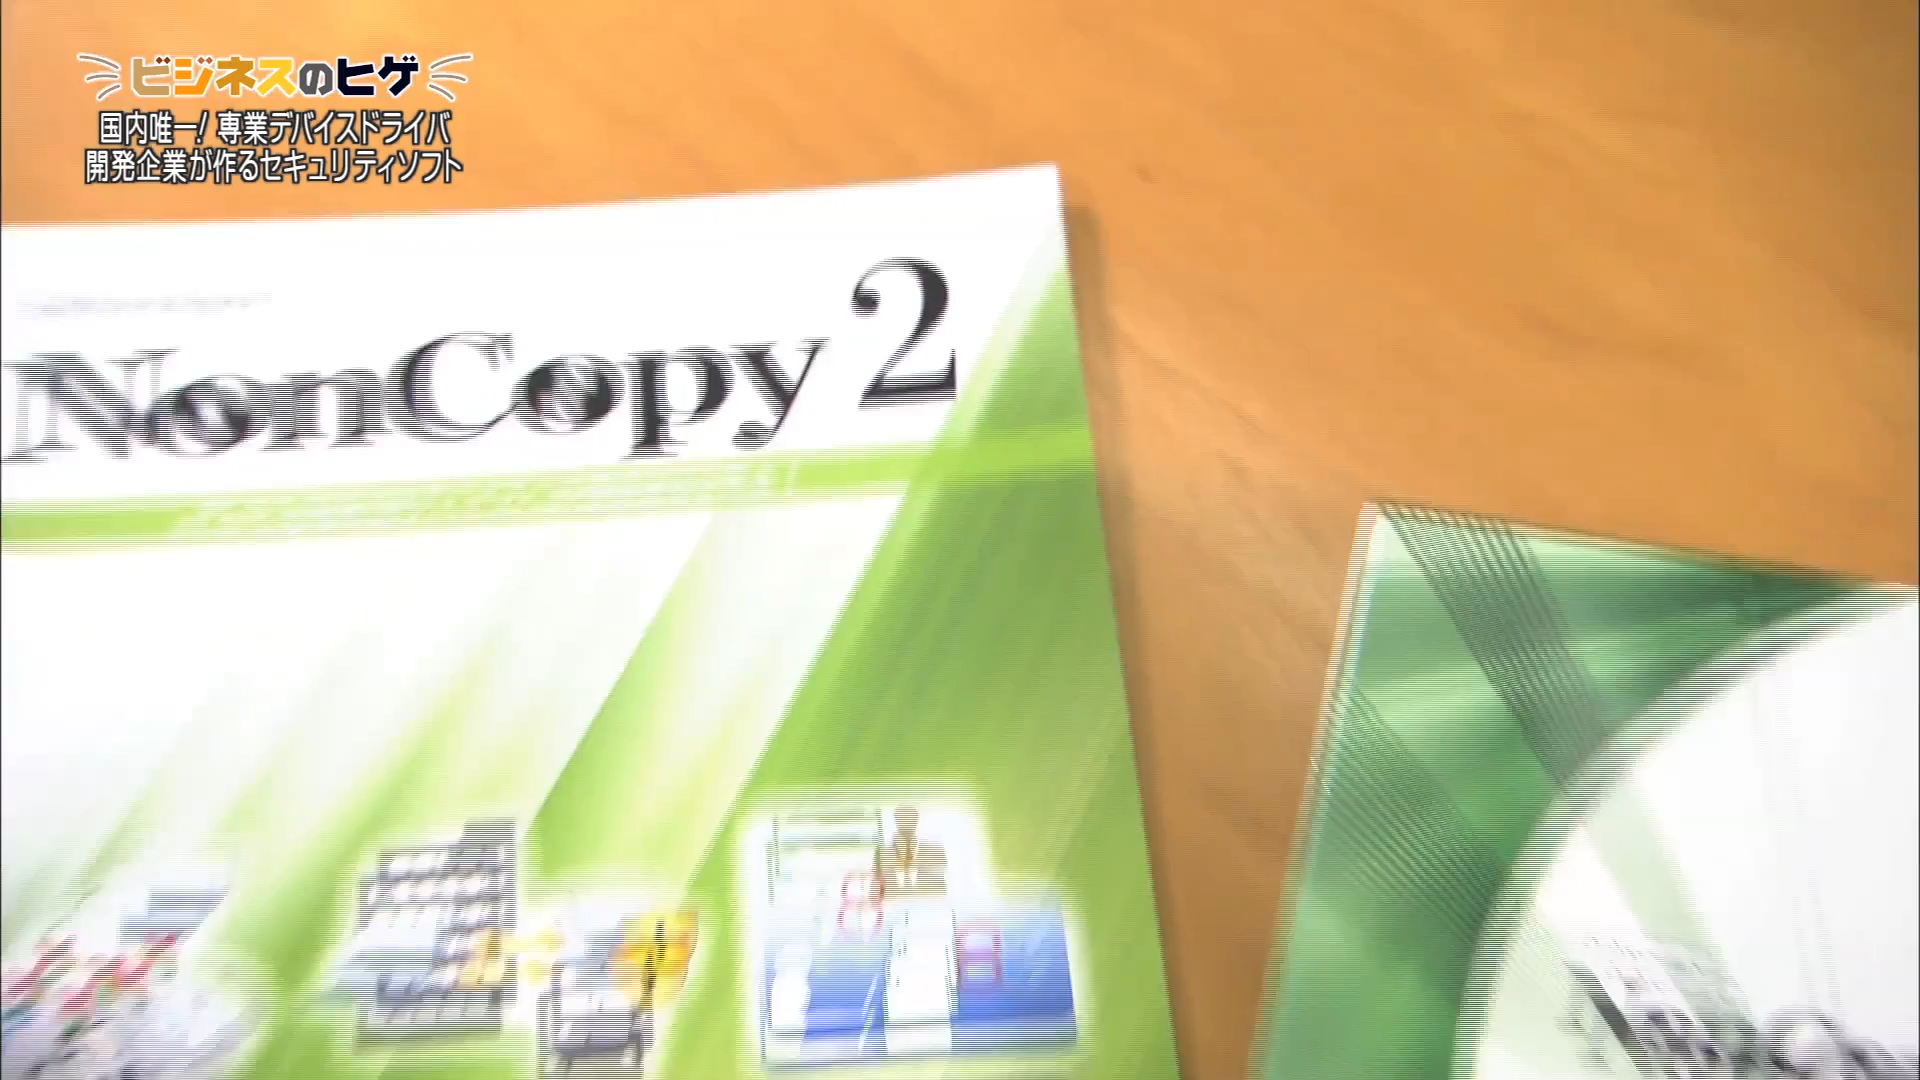 ビジネスのヒゲ
国内唯一！専業デバイスドライバ
開発企業が作るセキュリティソフト
NonCopy 2